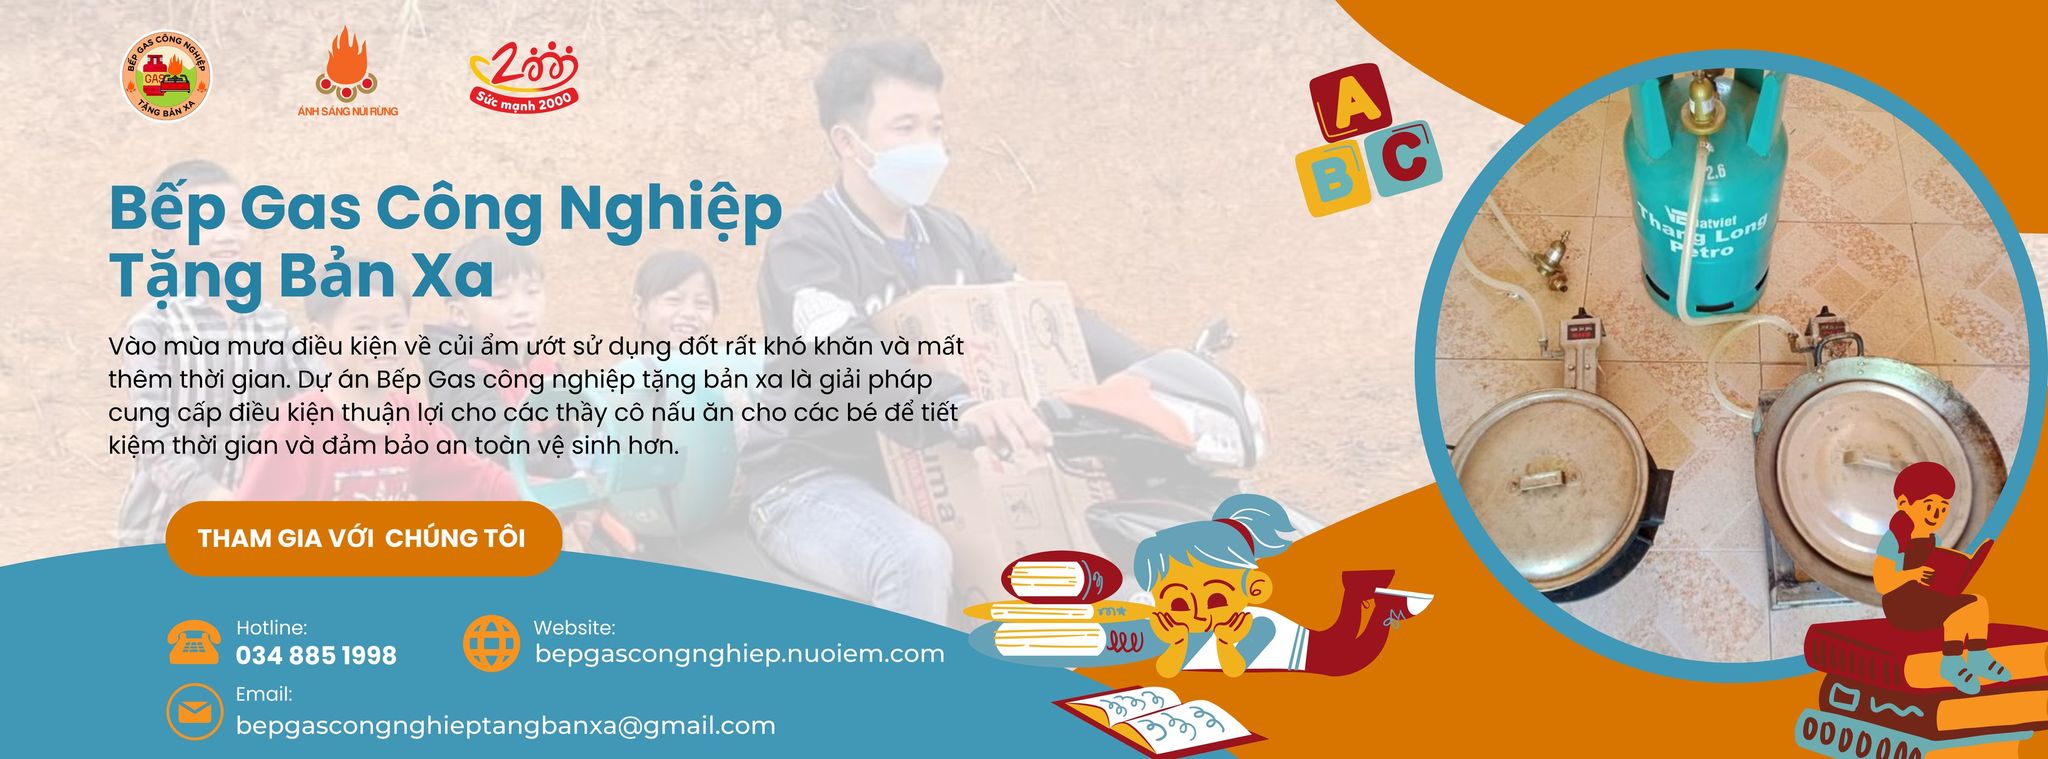 BẾP GAS CÔNG NGHIỆP
GAS
TẶNG BẢN XA
ÁNH SÁNG NÚI RỪNG
2000
Sức mạnh 2000
Bếp Gas Công Nghiệp
Tặng Bản Xa
Vào mùa mưa điều kiện về củi ẩm ướt sử dụng đốt rất khó khăn và mất
thêm thời gian. Dự án Bếp Gas công nghiệp tặng bản xa là giải pháp
cung cấp điều kiện thuận lợi cho các thầy cô nấu ăn cho các bé để tiết
kiệm thời gian và đảm bảo an toàn vệ sinh hơn.
THAM GIA VỚI CHÚNG TÔI
Hotline:
034 885 1998
Website:
bepgascongnghiep.nuoiem.com
Email:
bepgascongnghieptangbanxa@gmail.com
A
B C
2.6
Datviet
Thang Long
Petro